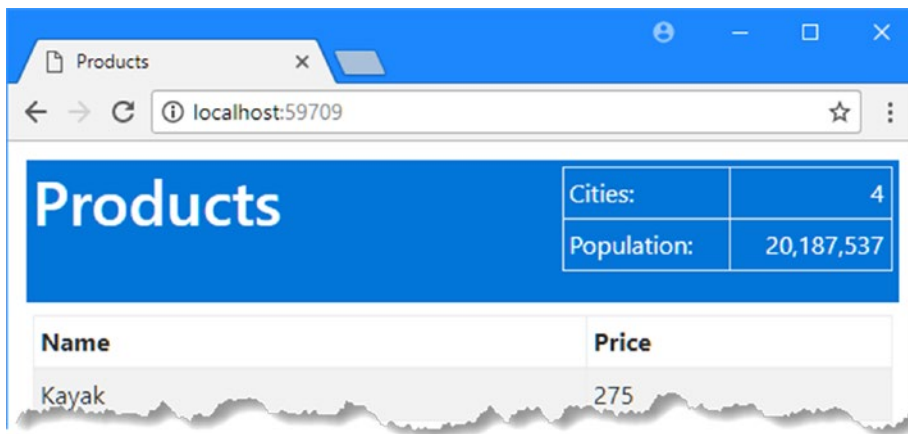 Products
localhost:59709
Products
Cities: 4
Population: 20,187,537
Name Price
Kayak 275